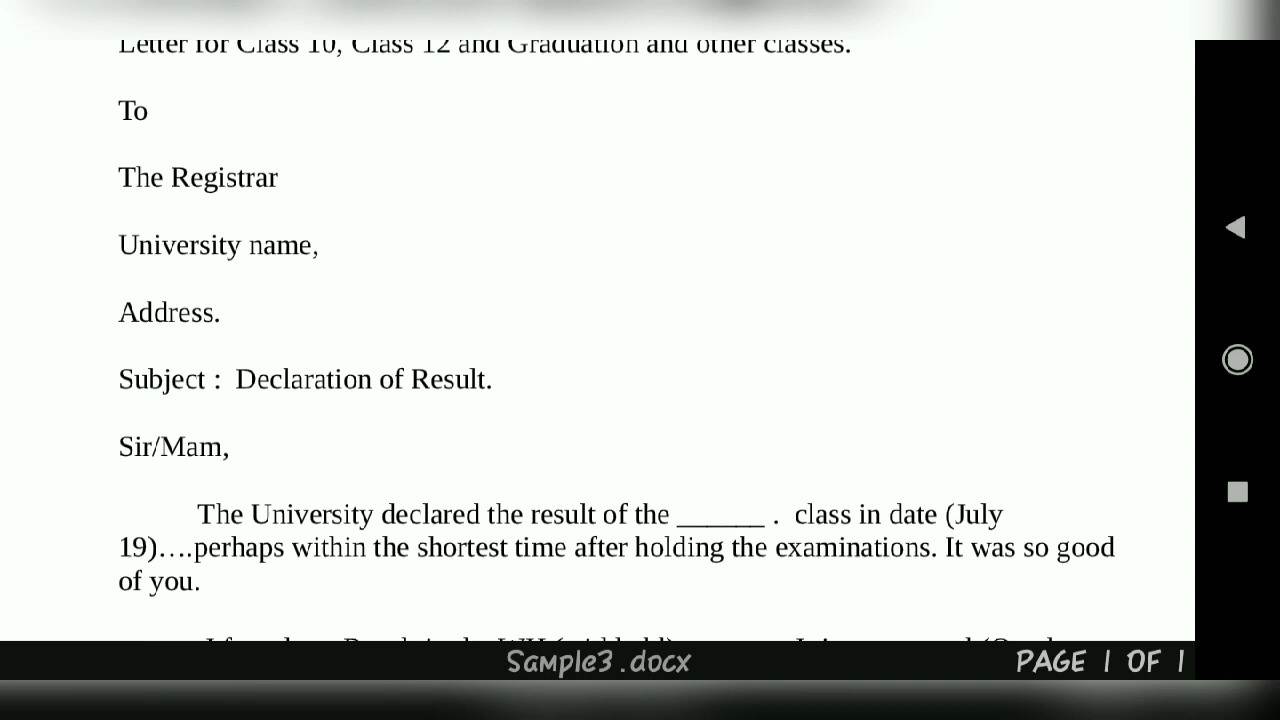 Letter for Class 10, Class 12 and Graduation and other classes.
To
The Registrar
University name,
Address.
Subject : Declaration of Result.
Sir/Mam,
The University declared the result of the ______ . class in date (July
19)….perhaps within the shortest time after holding the examinations. It was so good
of you.
Sample3.docx
PAGE 1 OF 1